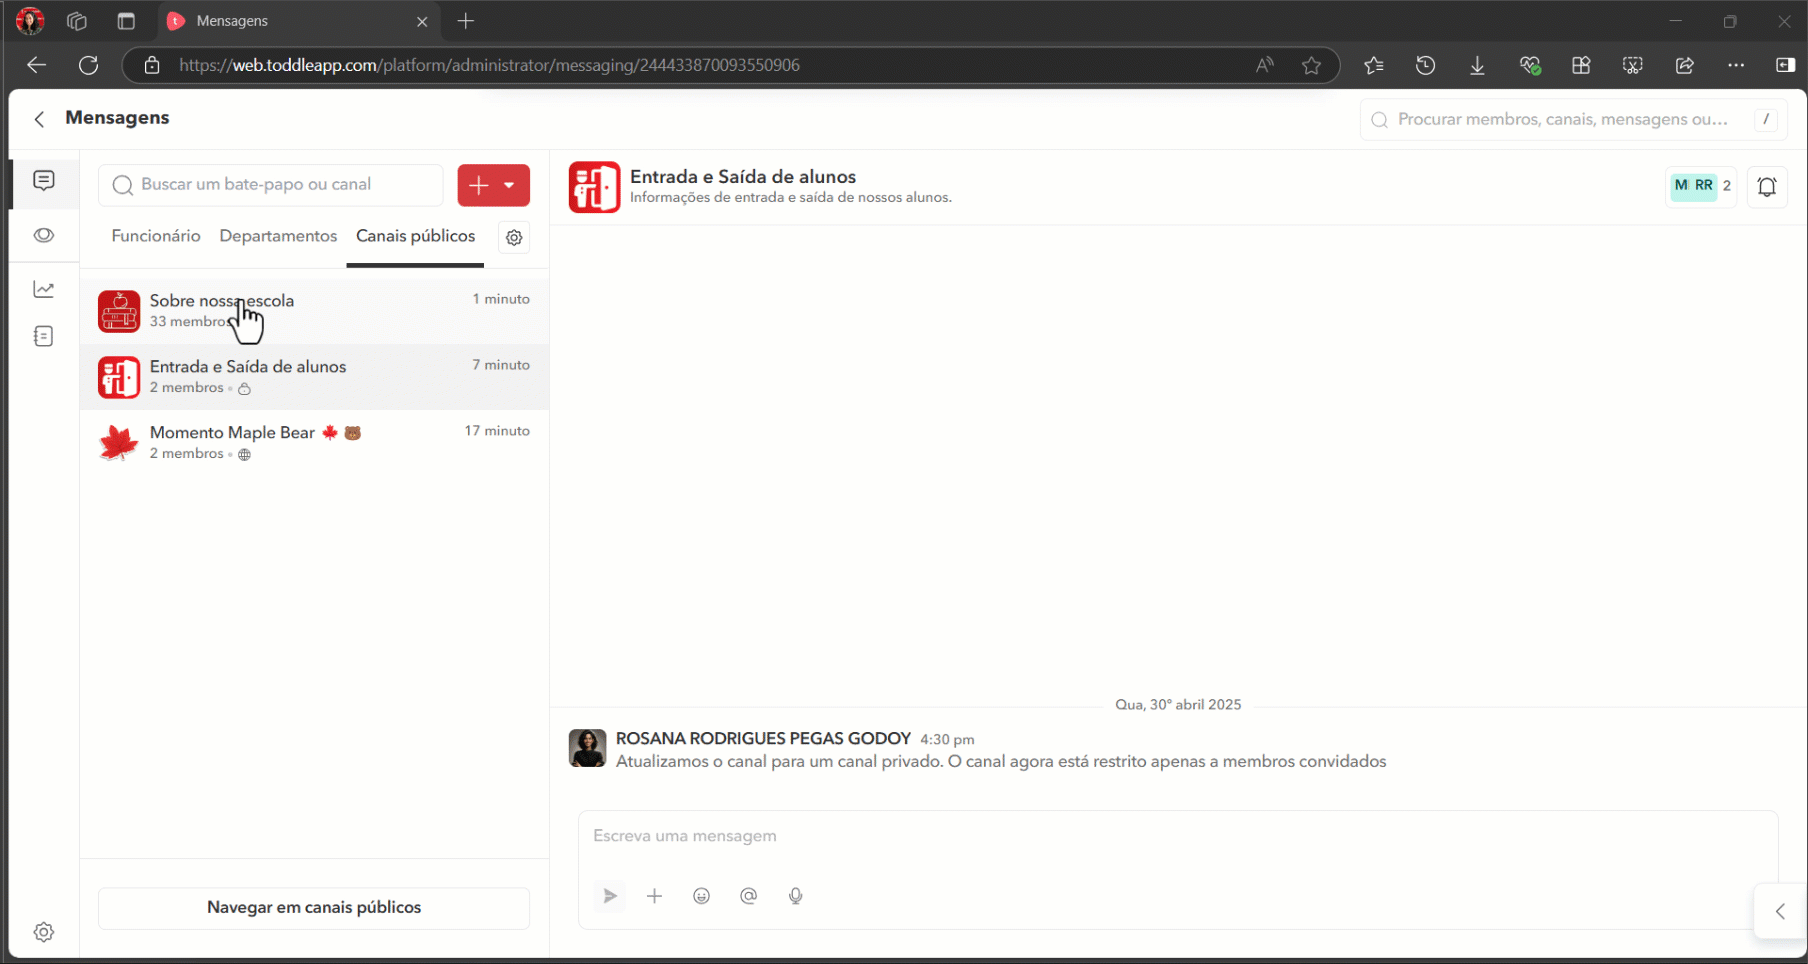 Mensagens
https://web.toddleapp.com/platform/administrator/messaging/244433870093550906
Mensagens
Procurar membros, canais, mensagens ou... /
Buscar um bate-papo ou canal
Funcionário Departamentos Canais públicos
Sobre nossa escola 1 minuto
33 membros
Entrada e Saída de alunos 7 minuto
2 membros
Momento Maple Bear 🍁 🐻 17 minuto
2 membros
Navegar em canais públicos
Entrada e Saída de alunos
Informações de entrada e saída de nossos alunos.
M RR 2
Qua, 30º abril 2025
ROSANA RODRIGUES PEGAS GODOY 4:30 pm
Atualizamos o canal para um canal privado. O canal agora está restrito apenas a membros convidados
Escreva uma mensagem